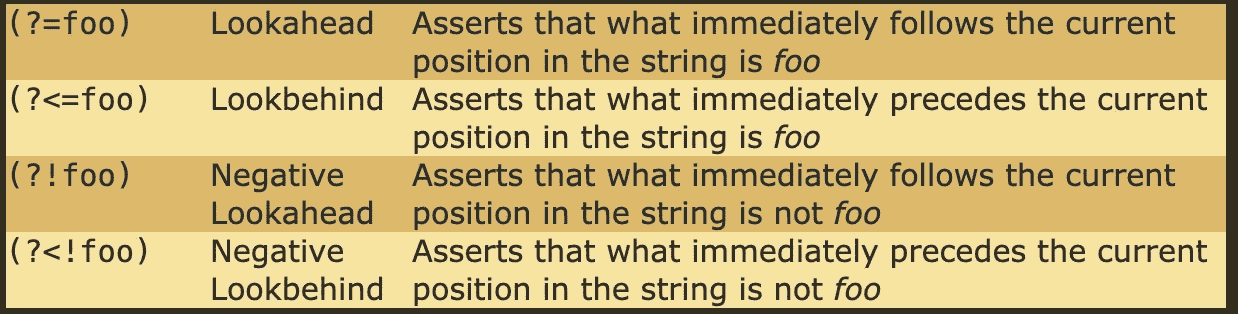 (?=foo) Lookahead Asserts that what immediately follows the current
position in the string is foo
(?<=foo) Lookbehind Asserts that what immediately precedes the current
position in the string is foo
(?!foo) Negative Asserts that what immediately follows the current
Lookahead position in the string is not foo
(?<!foo) Negative Asserts that what immediately precedes the current
Lookbehind position in the string is not foo